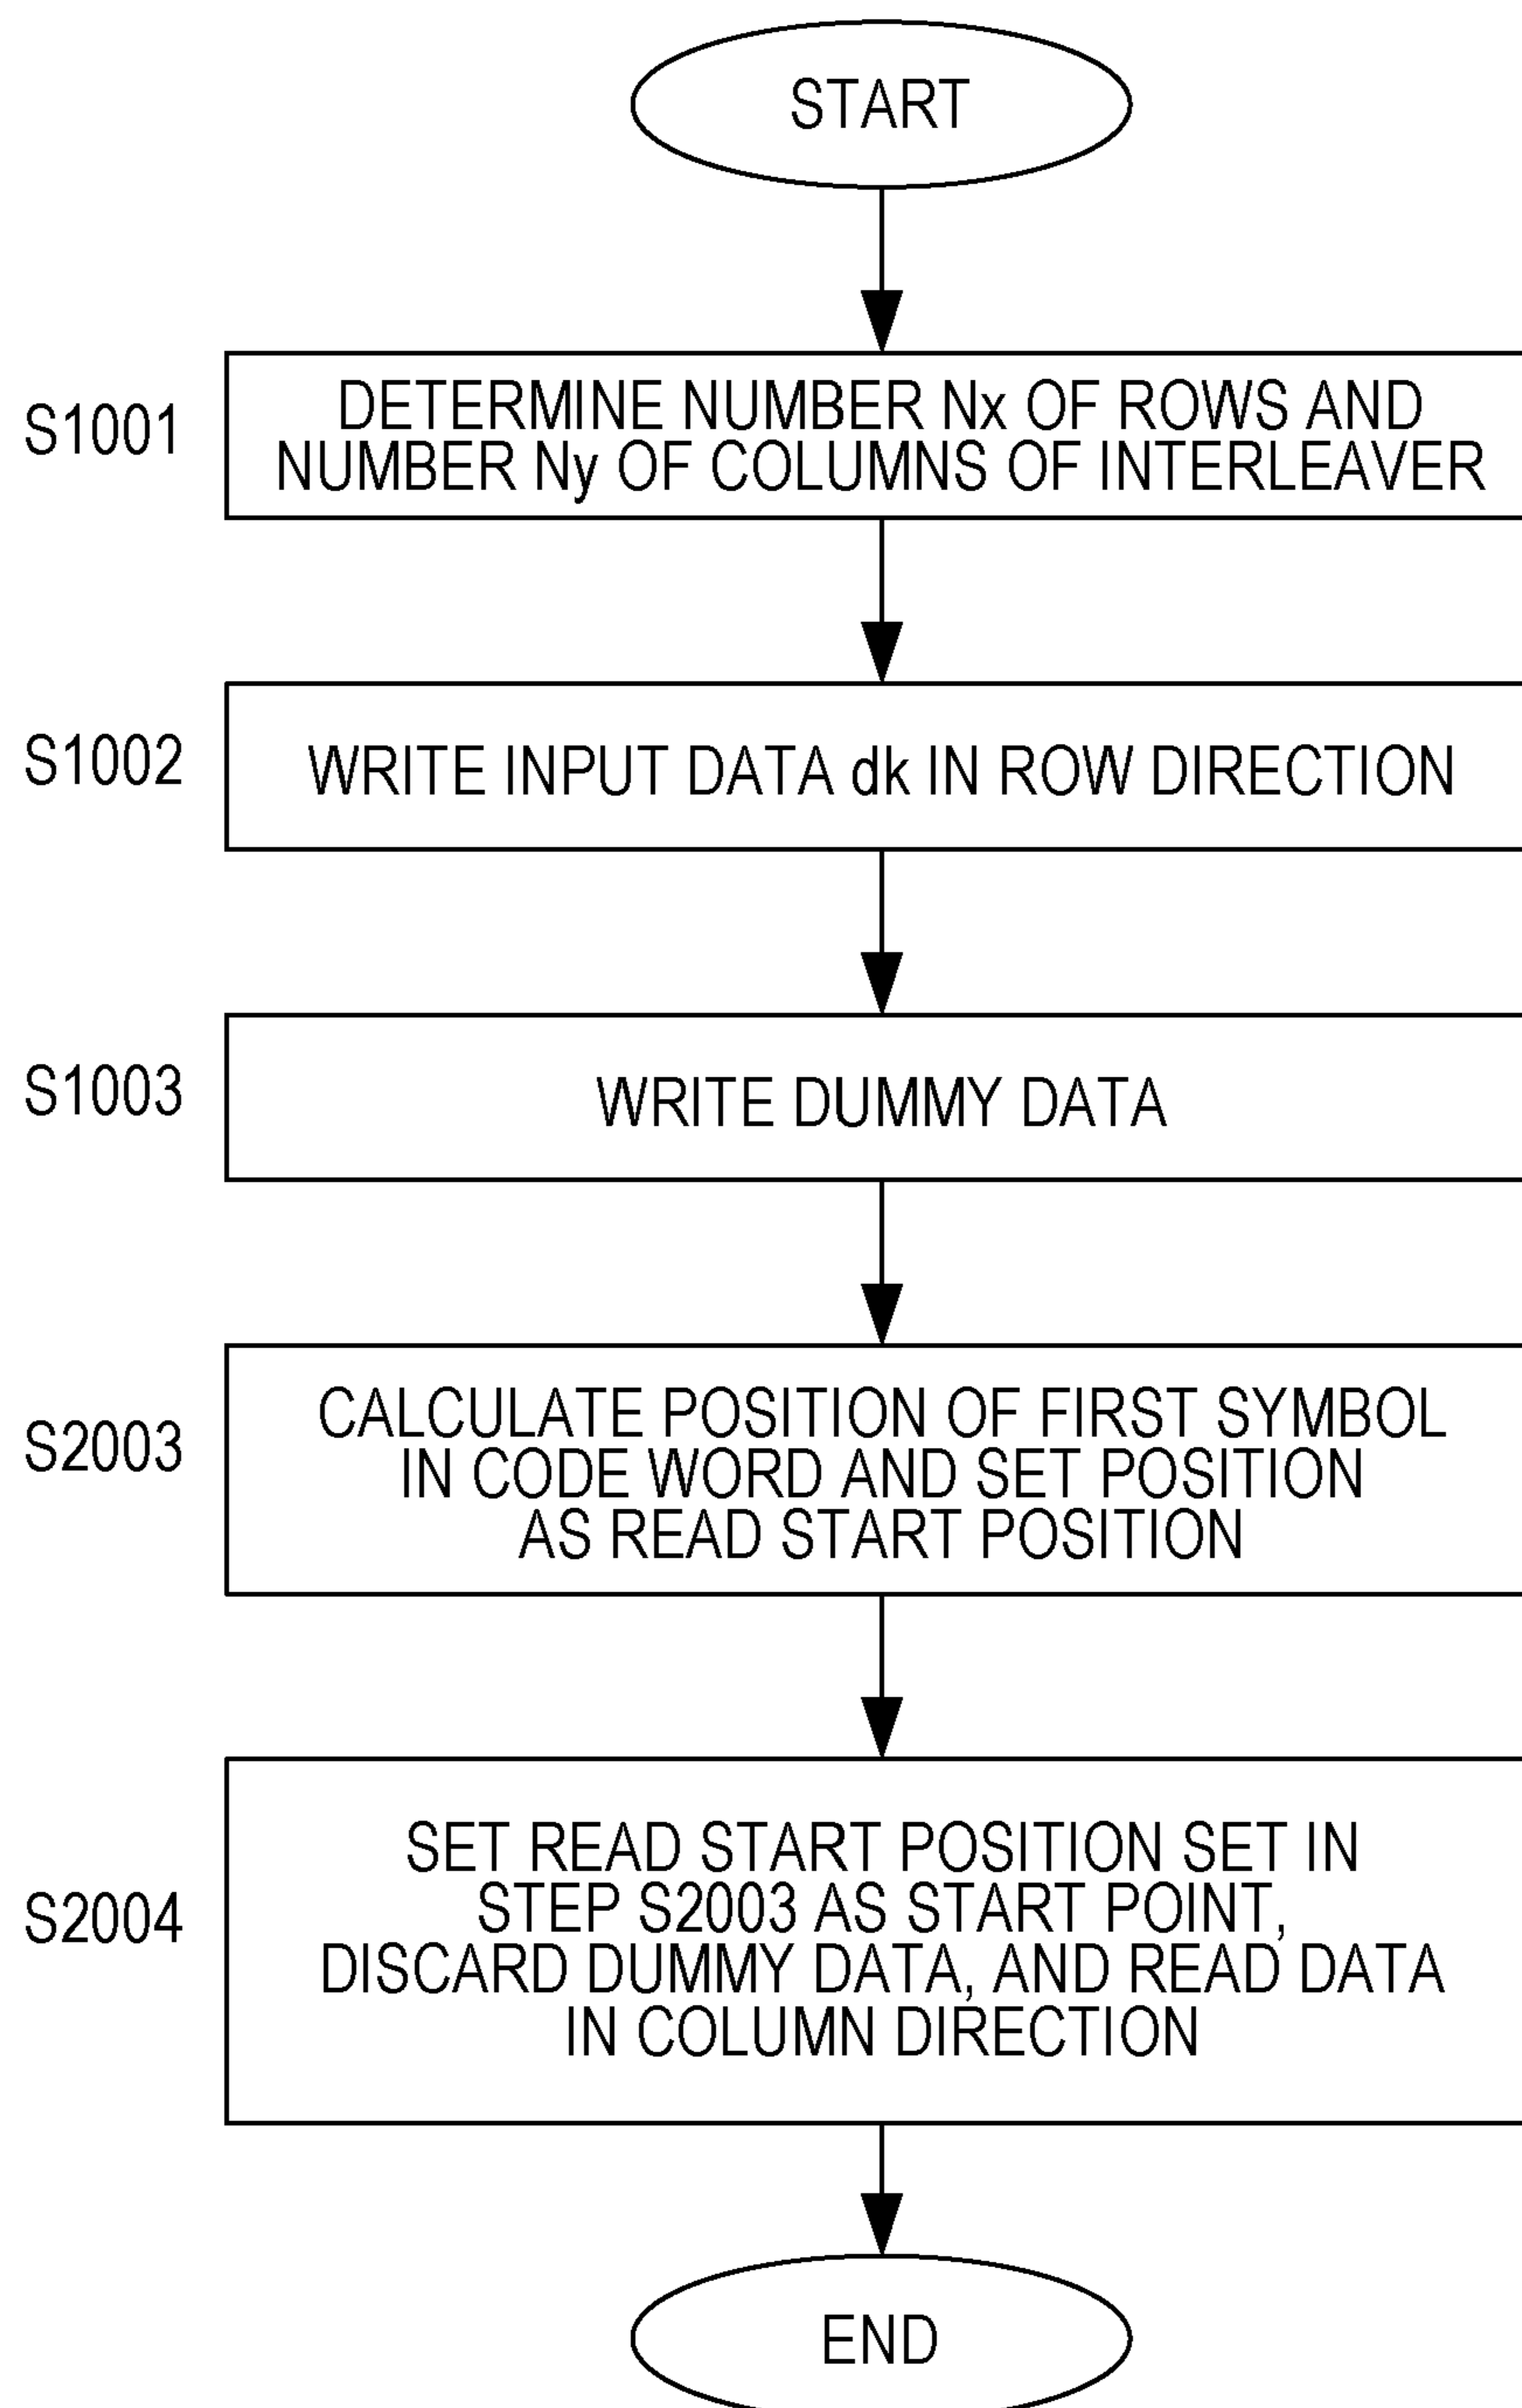 START
S1001
DETERMINE NUMBER Nx OF ROWS AND
NUMBER Ny OF COLUMNS OF INTERLEAVER
S1002
WRITE INPUT DATA dk IN ROW DIRECTION
S1003
WRITE DUMMY DATA
S2003
CALCULATE POSITION OF FIRST SYMBOL
IN CODE WORD AND SET POSITION
AS READ START POSITION
S2004
SET READ START POSITION SET IN
STEP S2003 AS START POINT,
DISCARD DUMMY DATA, AND READ DATA
IN COLUMN DIRECTION
END